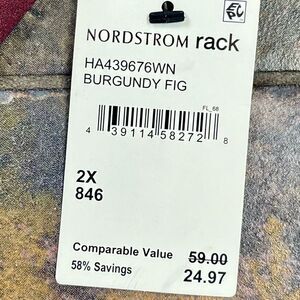 NORDSTROM rack
HA439676WN
BURGUNDY FIG
FL_68
4 39114 58272 8
2X
846
Comparable Value 59.00
58% Savings 24.97